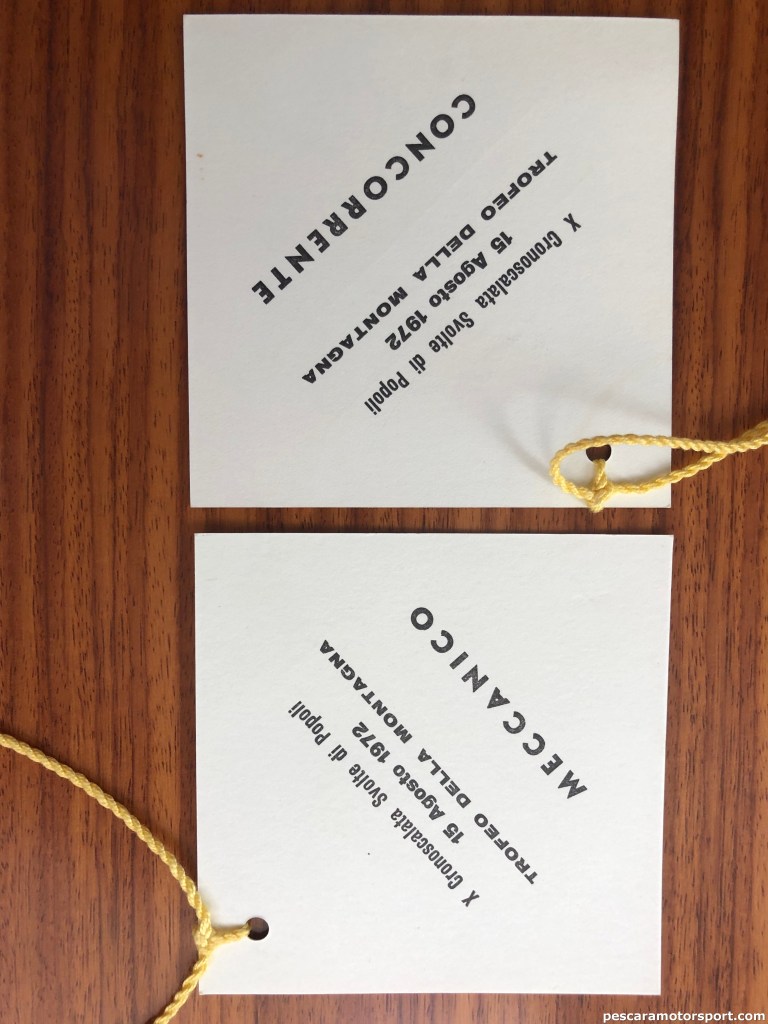 X Cronoscalata Svolte di Popoli
15 Agosto 1972
TROFEO DELLA MONTAGNA
CONCORRENTE
X Cronoscalata Svolte di Popoli
15 Agosto 1972
TROFEO DELLA MONTAGNA
MECCANICO
pescaramotorsport.com